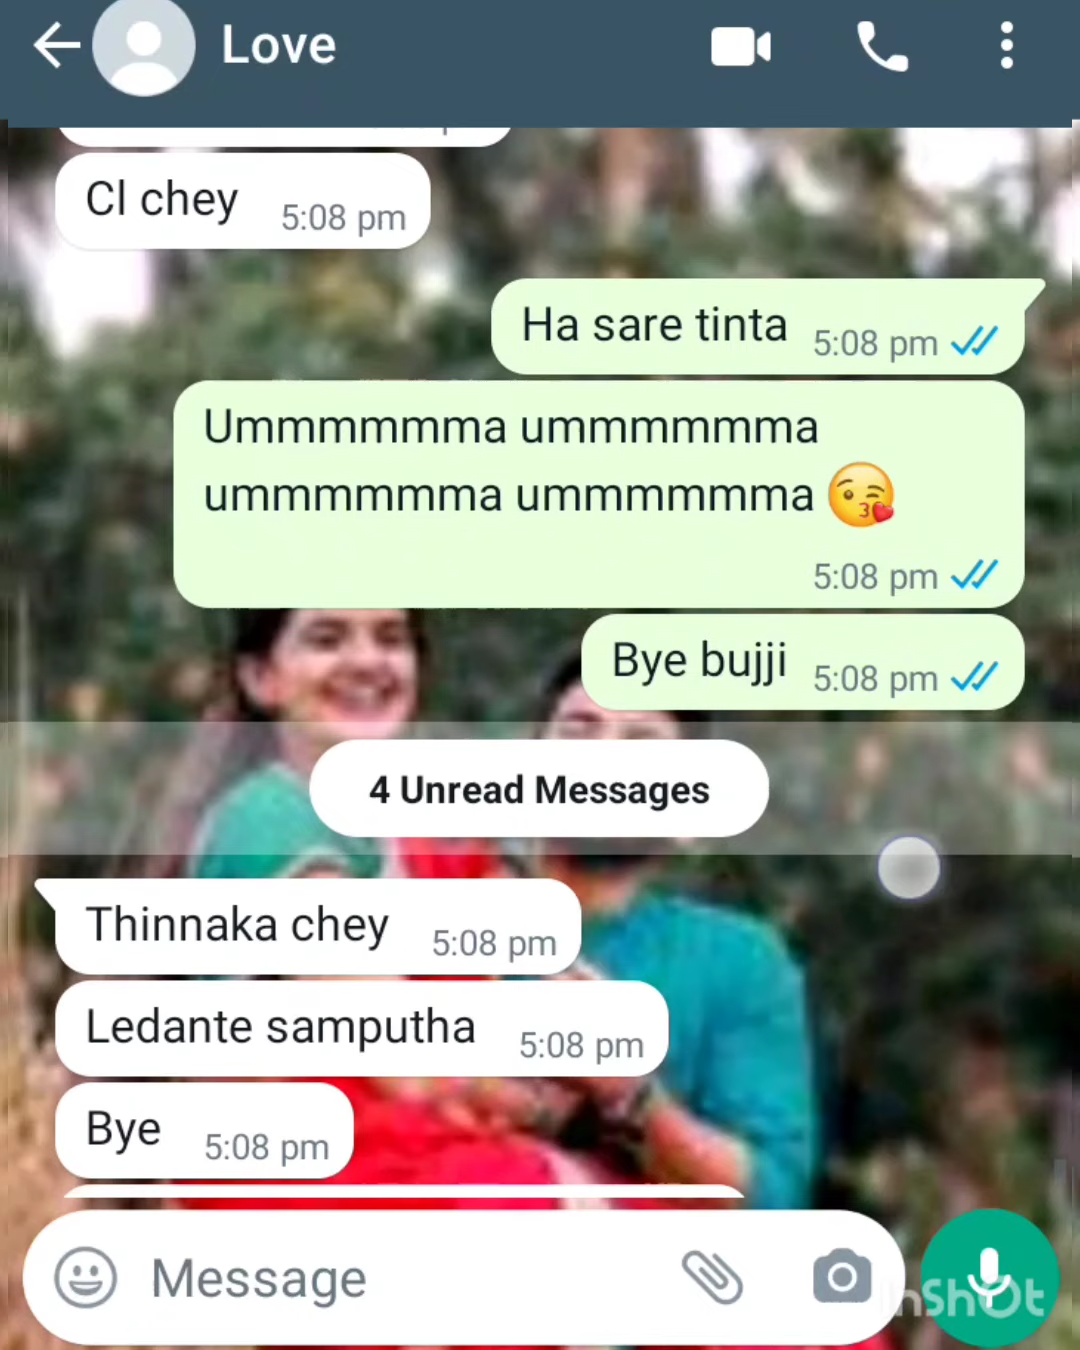 Love
Cl chey
5:08 pm
Ha sare tinta
5:08 pm
Ummmmmma ummmmmma
ummmmmma ummmmmma 😘
5:08 pm
Bye bujji
5:08 pm
4 Unread Messages
Thinnaka chey
5:08 pm
Ledante samputha
5:08 pm
Bye
5:08 pm
Message
InShOt